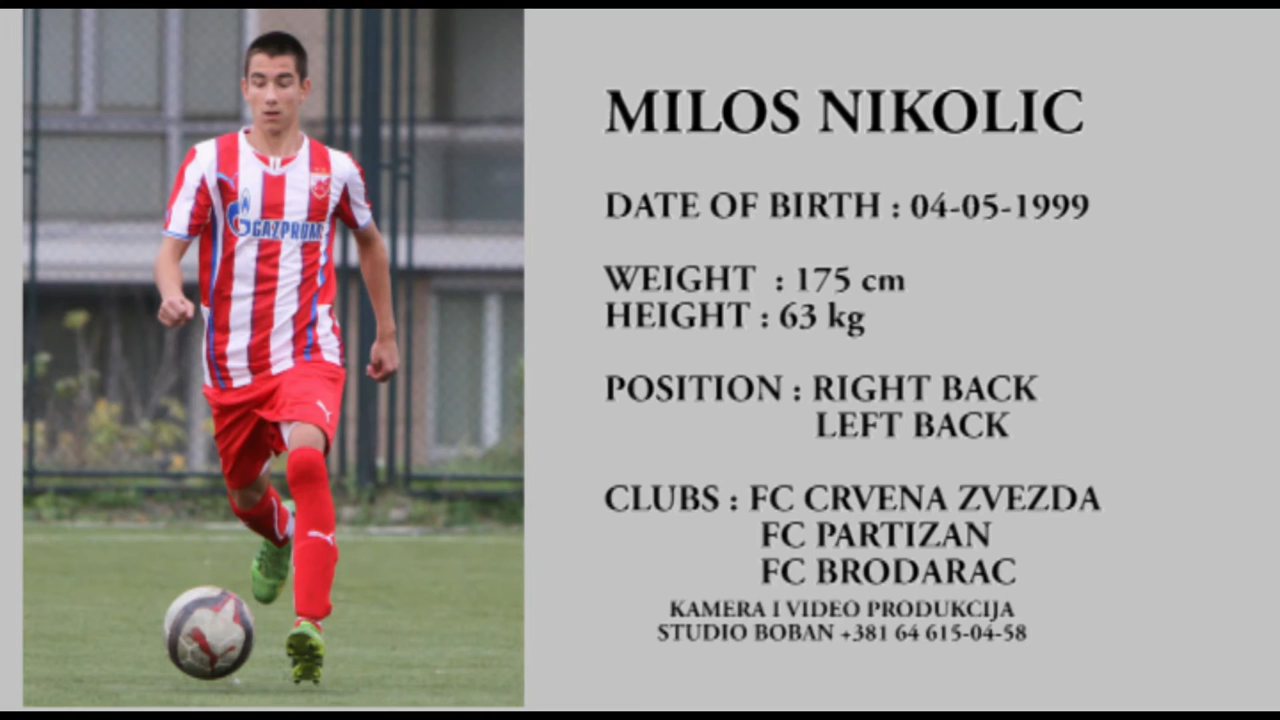 MILOS NIKOLIC
DATE OF BIRTH : 04-05-1999
WEIGHT : 175 cm
HEIGHT : 63 kg
POSITION : RIGHT BACK
LEFT BACK
CLUBS : FC CRVENA ZVEZDA
FC PARTIZAN
FC BRODARAC
KAMERA I VIDEO PRODUKCIJA
STUDIO BOBAN +381 64 615-04-58
GAZPROM